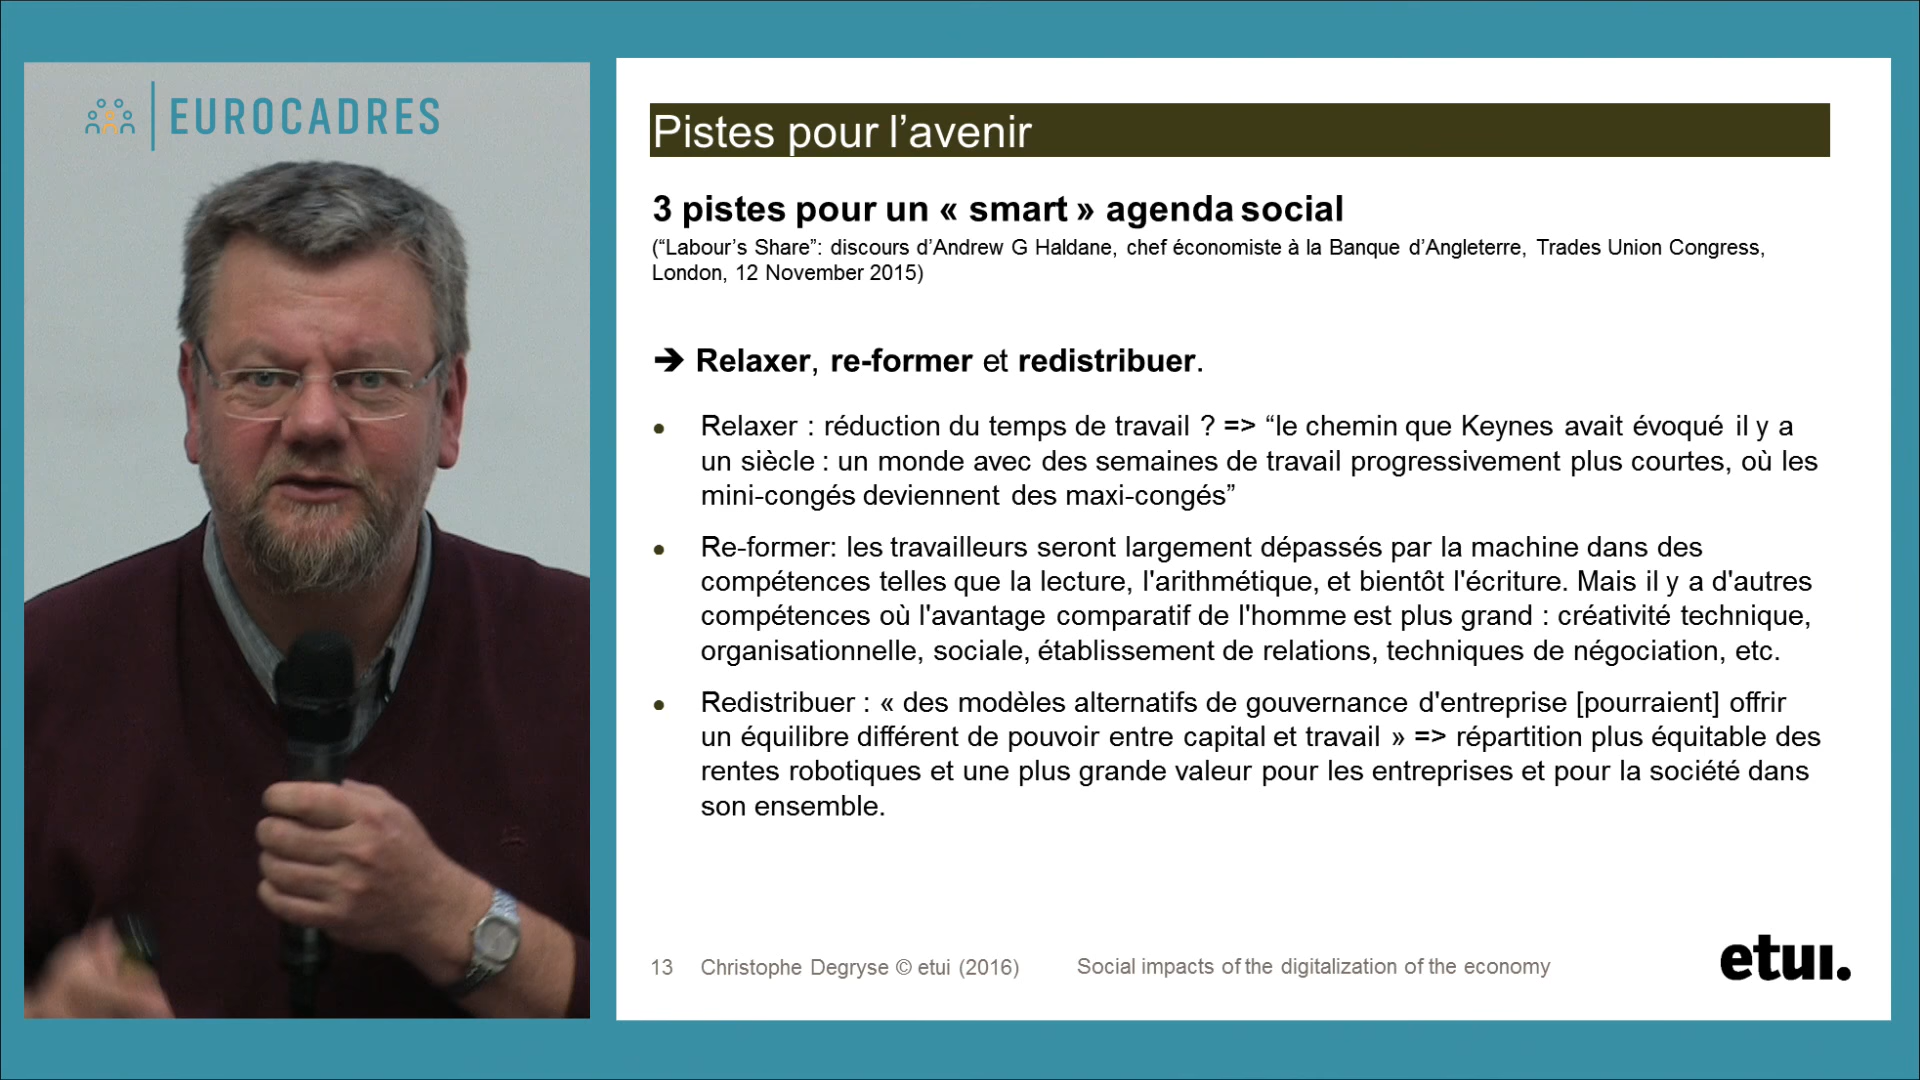 EUROCADRES
Pistes pour l’avenir
3 pistes pour un « smart » agenda social
(“Labour’s Share”: discours d’Andrew G Haldane, chef économiste à la Banque d’Angleterre, Trades Union Congress,
London, 12 November 2015)
➔ Relaxer, re-former et redistribuer.
• Relaxer : réduction du temps de travail ? => “le chemin que Keynes avait évoqué il y a
un siècle : un monde avec des semaines de travail progressivement plus courtes, où les
mini-congés deviennent des maxi-congés”
• Re-former: les travailleurs seront largement dépassés par la machine dans des
compétences telles que la lecture, l'arithmétique, et bientôt l'écriture. Mais il y a d'autres
compétences où l'avantage comparatif de l'homme est plus grand : créativité technique,
organisationnelle, sociale, établissement de relations, techniques de négociation, etc.
• Redistribuer : « des modèles alternatifs de gouvernance d'entreprise [pourraient] offrir
un équilibre différent de pouvoir entre capital et travail » => répartition plus équitable des
rentes robotiques et une plus grande valeur pour les entreprises et pour la société dans
son ensemble.
13 Christophe Degryse © etui (2016) Social impacts of the digitalization of the economy
etui.